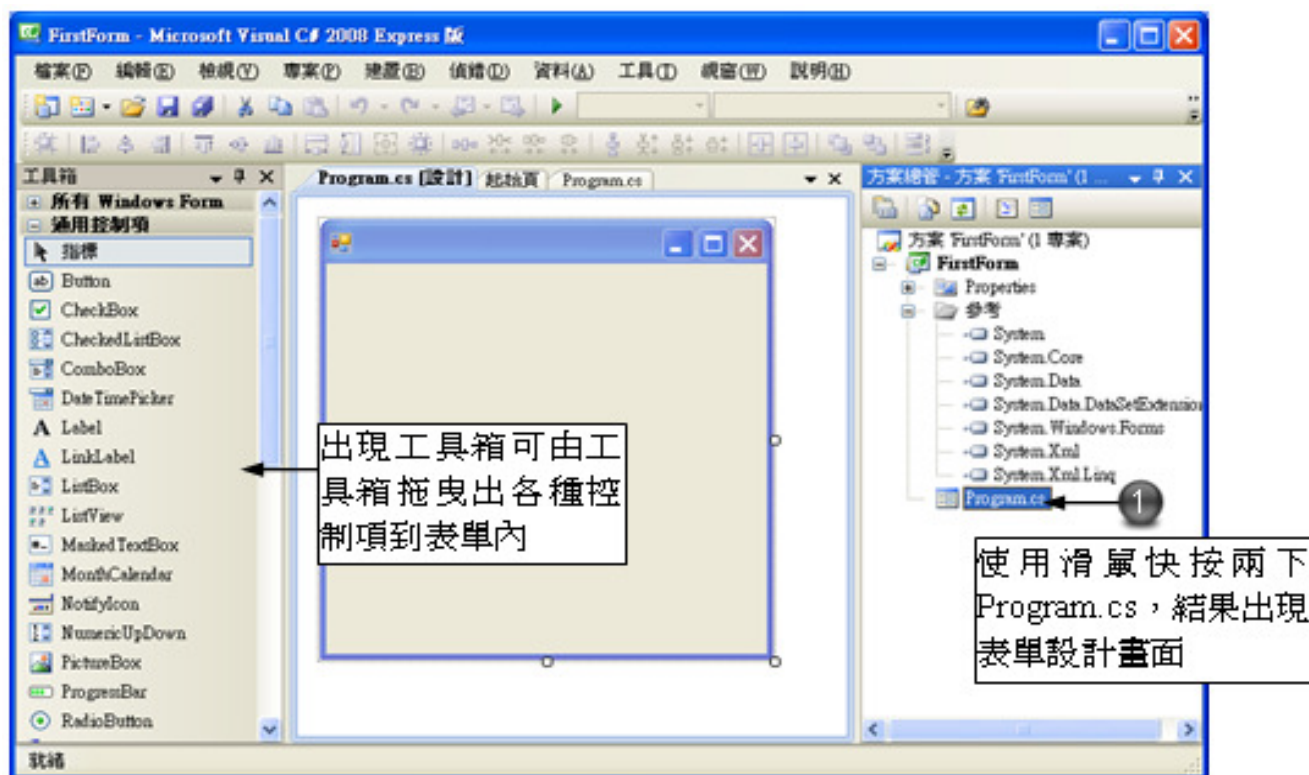 FirstForm - Microsoft Visual C# 2008 Express 版
檔案(F) 編輯(E) 檢視(V) 專案(P) 建置(B) 偵錯(D) 資料(A) 工具(T) 視窗(W) 說明(H)
工具箱
所有 Windows Form
通用控制項
指標
Button
CheckBox
CheckedListBox
ComboBox
DateTimePicker
Label
LinkLabel
ListBox
ListView
MaskedTextBox
MonthCalendar
NotifyIcon
NumericUpDown
PictureBox
ProgressBar
RadioButton
Program.cs [設計] 起始頁 Program.cs
出現工具箱可由工
具箱拖曳出各種控
制項到表單內
方案總管 - 方案 'FirstForm' (1 ...
方案 'FirstForm' (1 專案)
FirstForm
Properties
參考
System
System.Core
System.Data
System.Data.DataSetExtension
System.Windows.Forms
System.Xml
System.Xml.Linq
Program.cs
1
使用滑鼠快按兩下
Program.cs，結果出現
表單設計畫面
就緒